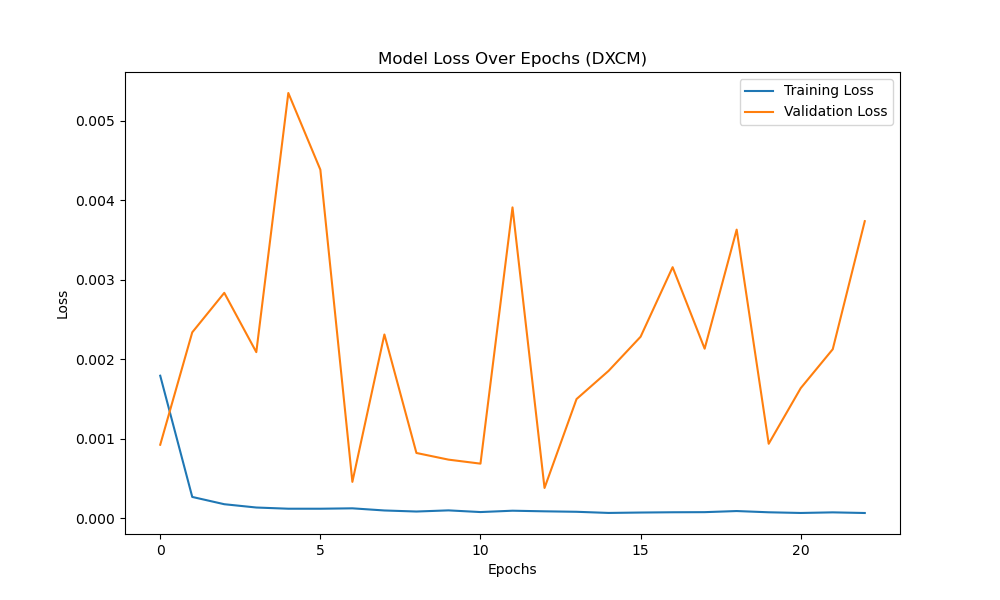 Model Loss Over Epochs (DXCM)
Training Loss
Validation Loss
0.005
0.004
0.003
0.002
0.001
0.000
Loss
0 5 10 15 20
Epochs